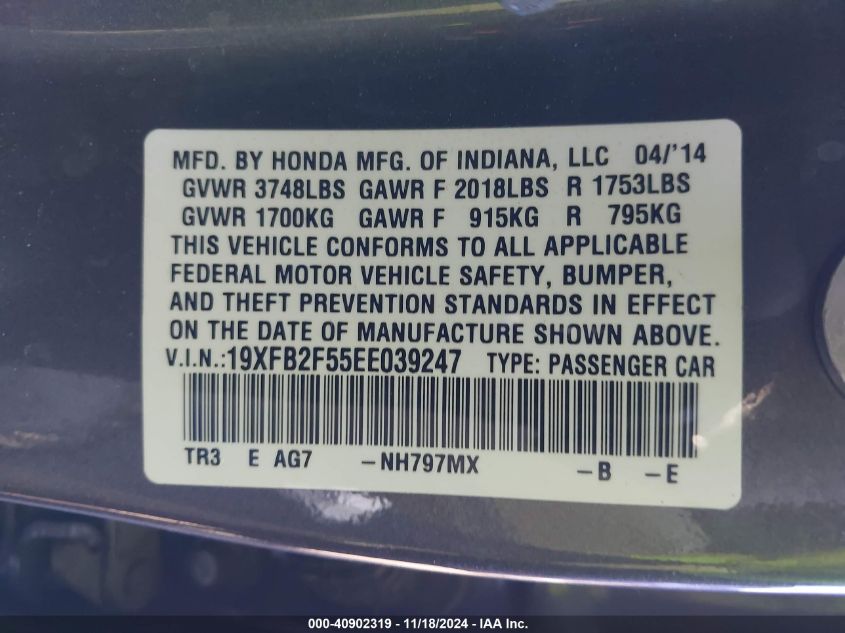 MFD. BY HONDA MFG. OF INDIANA, LLC 04/'14
GVWR 3748LBS GAWR F 2018LBS R 1753LBS
GVWR 1700KG GAWR F 915KG R 795KG
THIS VEHICLE CONFORMS TO ALL APPLICABLE
FEDERAL MOTOR VEHICLE SAFETY, BUMPER,
AND THEFT PREVENTION STANDARDS IN EFFECT
ON THE DATE OF MANUFACTURE SHOWN ABOVE.
V.I.N.:19XFB2F55EE039247 TYPE: PASSENGER CAR
TR3 E AG7 -NH797MX -B -E
000-40902319 - 11/18/2024 - IAA Inc.